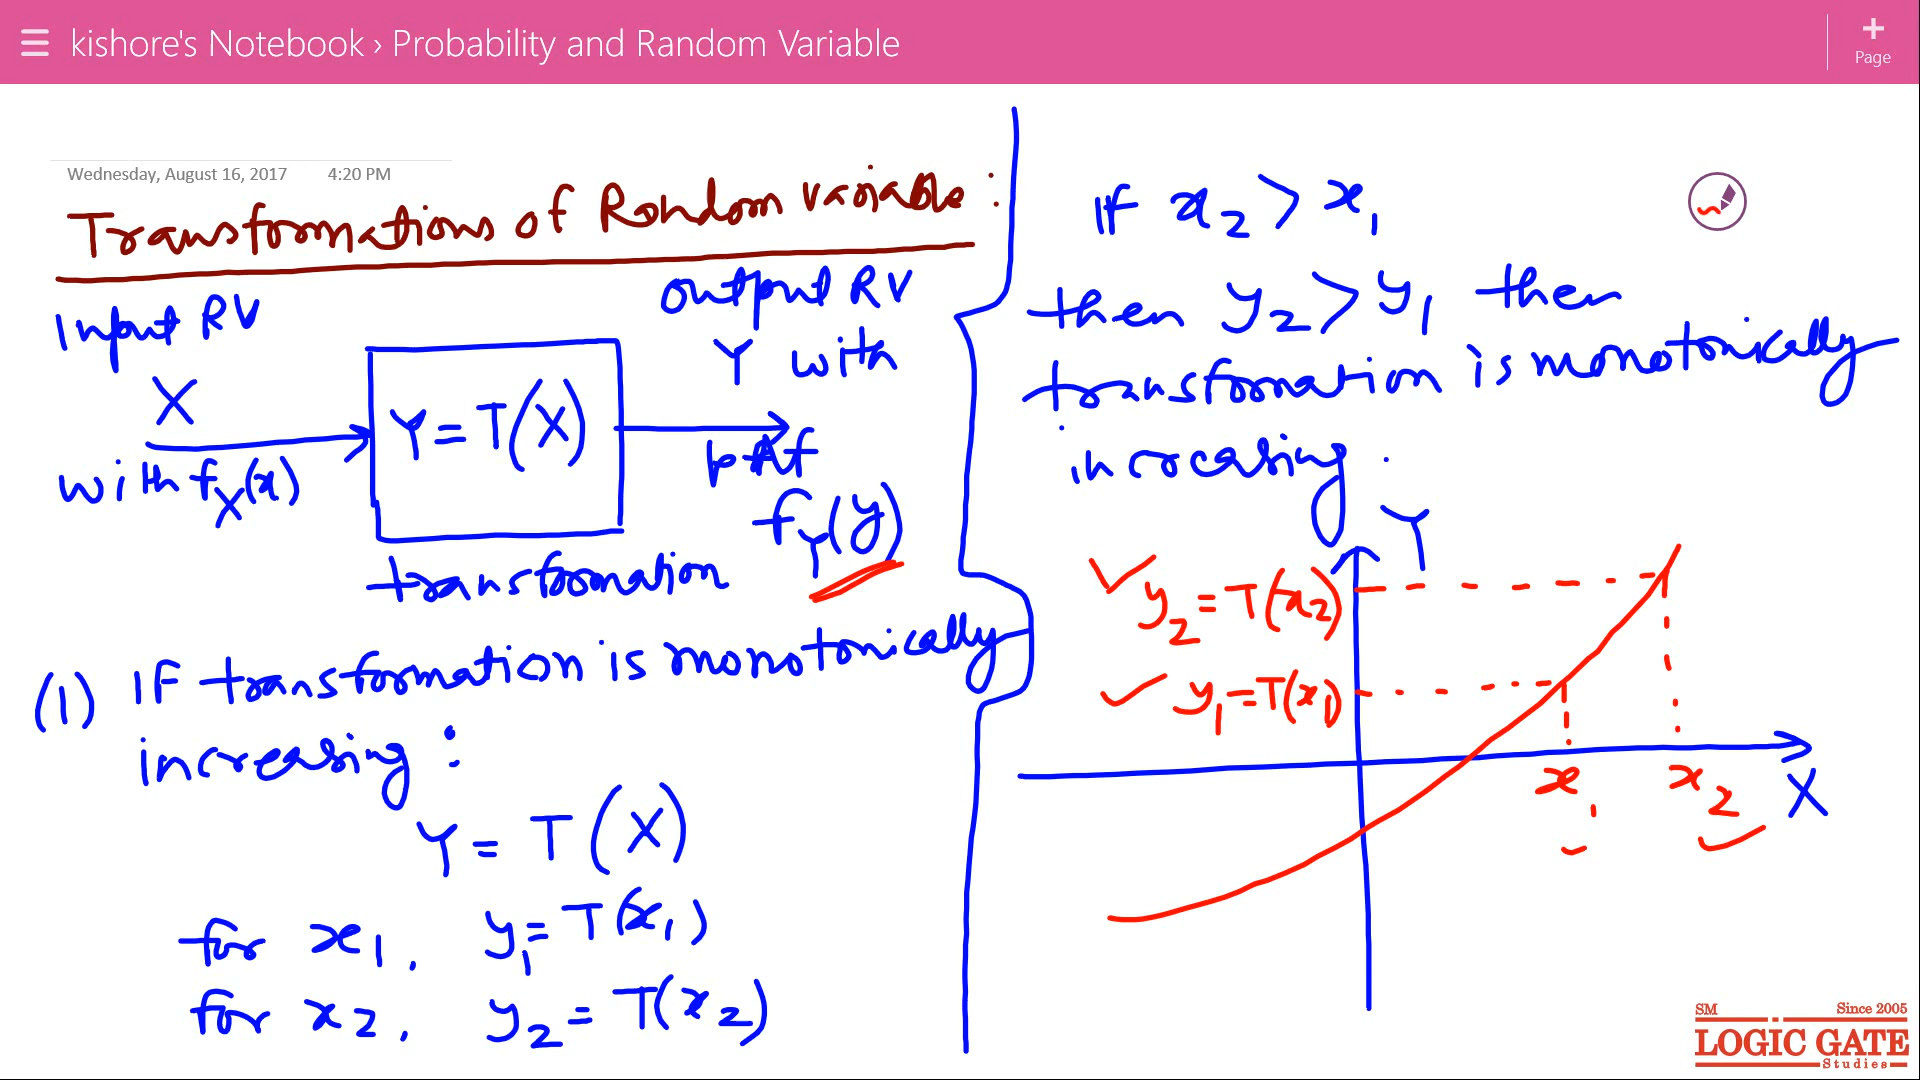 kishore's Notebook › Probability and Random Variable
+
Page
Wednesday, August 16, 2017 4:20 PM
Transformations of Random variable :
Input RV
X
with fX(x)
Y = T(X)
transformation
output RV
Y with
pdf
fY(y)
(1) IF transformation is monotonically
increasing :
Y = T(X)
for x1, y1 = T(x1)
for x2, y2 = T(x2)
IF x2 > x1
then y2 > y1 then
transformation is monotonically
increasing.
Y
y2 = T(x2)
y1 = T(x1)
x1 x2 X
SM Since 2005
LOGIC GATE
Studies